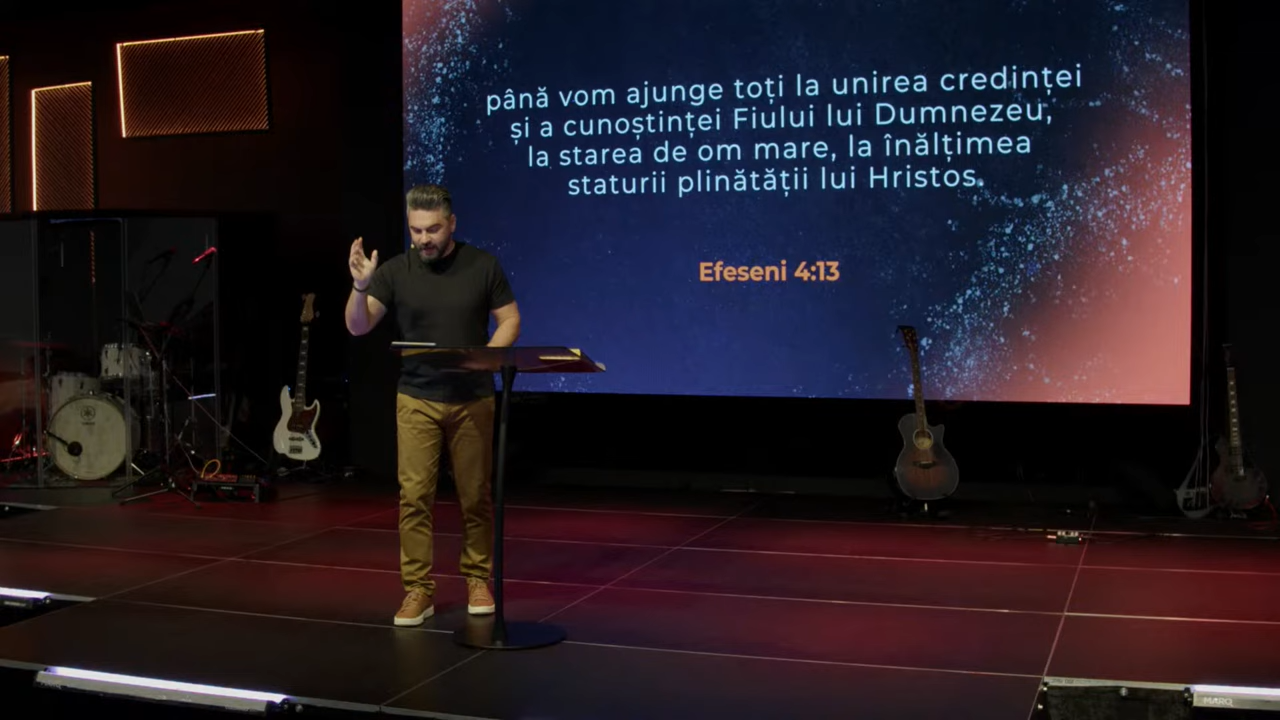 până vom ajunge toți la unirea credinței
și a cunoștinței Fiului lui Dumnezeu,
la starea de om mare, la înălțimea
staturii plinătății lui Hristos.
Efeseni 4:13
MARQ